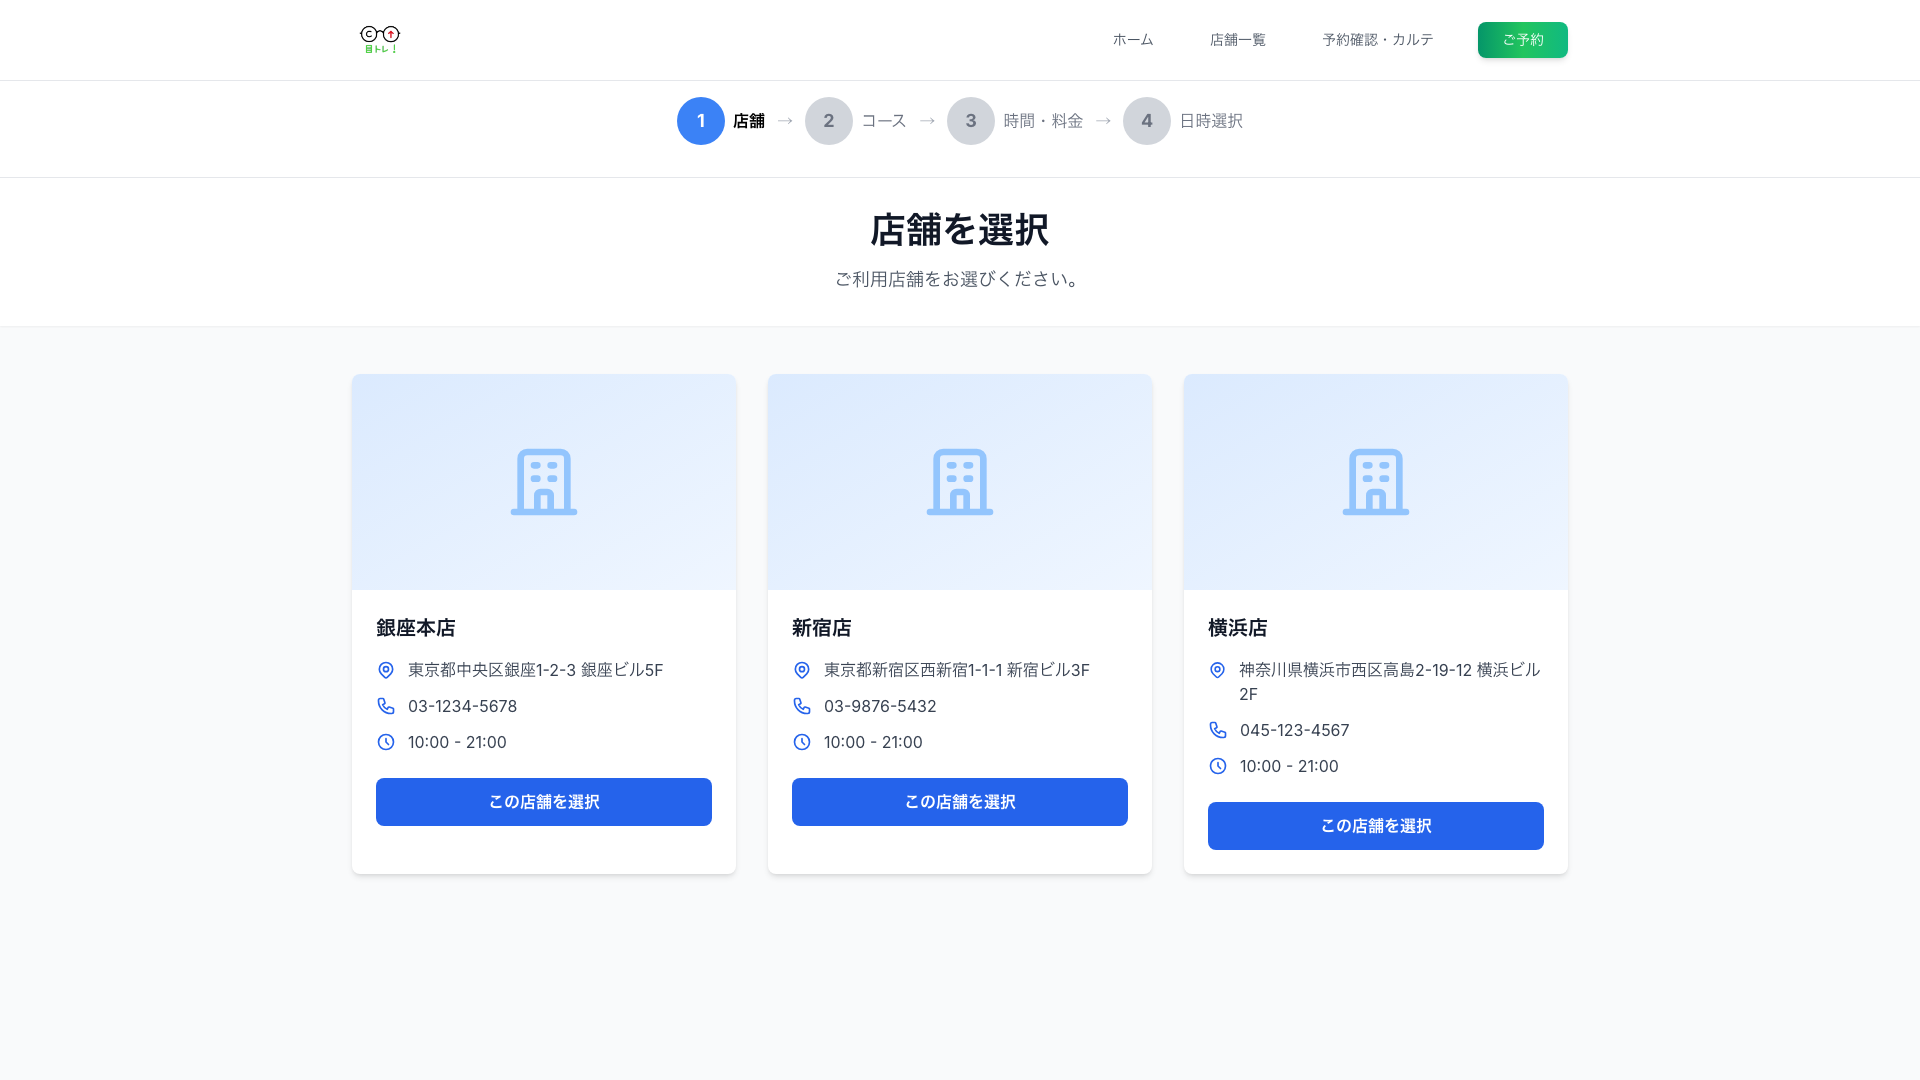 C
目トレ!
ホーム
店舗一覧
予約確認・カルテ
ご予約
1 店舗 → 2 コース → 3 時間・料金 → 4 日時選択
店舗を選択
ご利用店舗をお選びください。
銀座本店
東京都中央区銀座1-2-3 銀座ビル5F
03-1234-5678
10:00 - 21:00
この店舗を選択
新宿店
東京都新宿区西新宿1-1-1 新宿ビル3F
03-9876-5432
10:00 - 21:00
この店舗を選択
横浜店
神奈川県横浜市西区高島2-19-12 横浜ビル
2F
045-123-4567
10:00 - 21:00
この店舗を選択